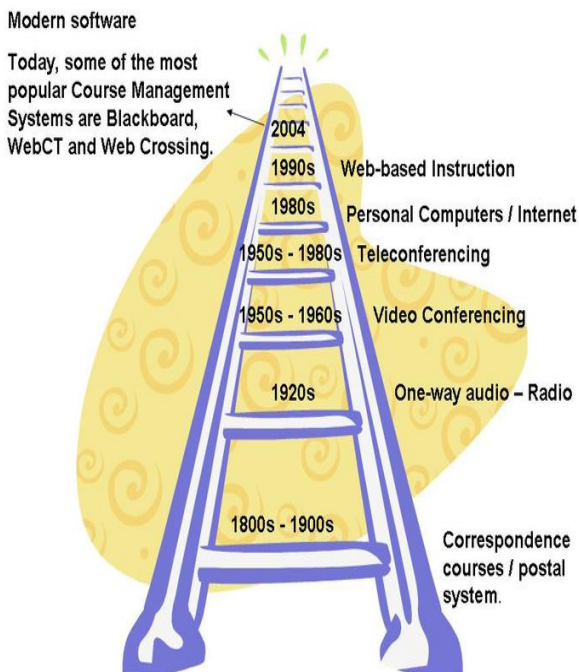 Modern software
Today, some of the most
popular Course Management
Systems are Blackboard,
WebCT and Web Crossing.
2004
1990s
Web-based Instruction
1980s
Personal Computers / Internet
1950s - 1980s
Teleconferencing
1950s - 1960s
Video Conferencing
1920s
One-way audio – Radio
1800s - 1900s
Correspondence
courses / postal
system.